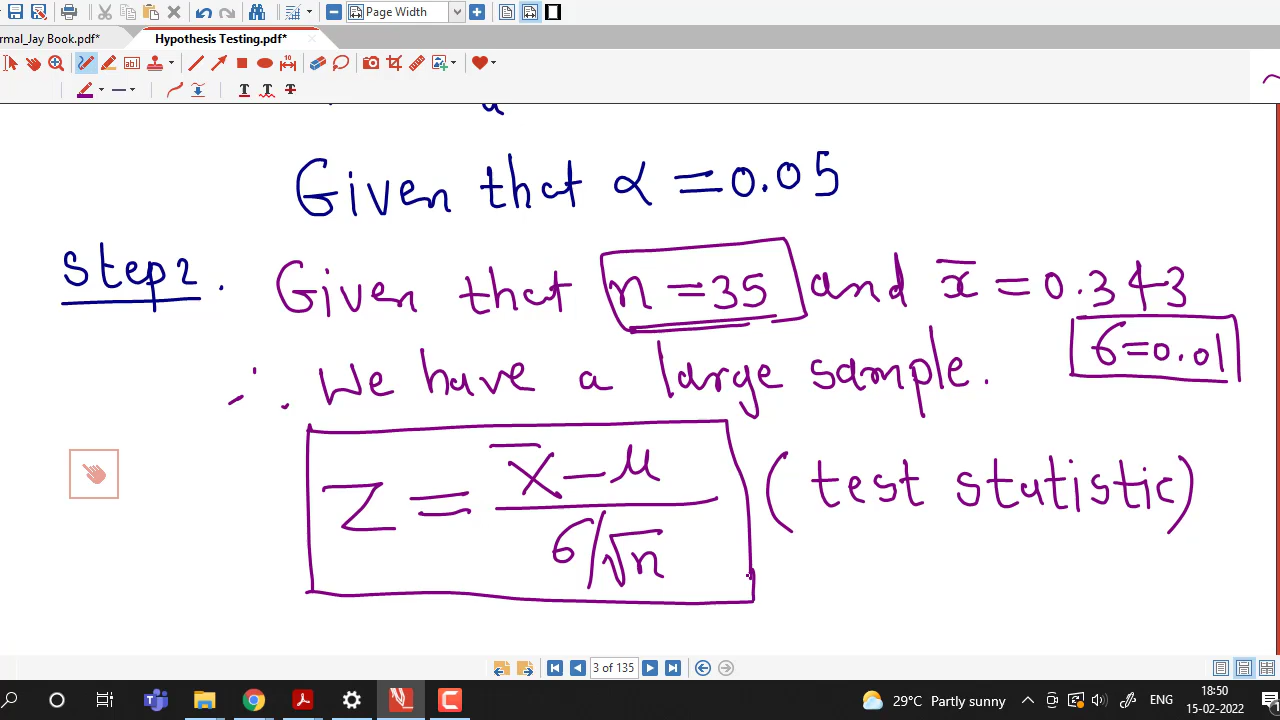 Page Width
rmal_Jay Book.pdf*
Hypothesis Testing.pdf*
Given that α = 0.05
Step 2. Given that n = 35 and x̅ = 0.343
σ = 0.01
∴ We have a large sample.
Z = (x̅ − μ) / (σ/√n) (test statistic)
3 of 135
29°C Partly sunny
ENG
18:50
15-02-2022